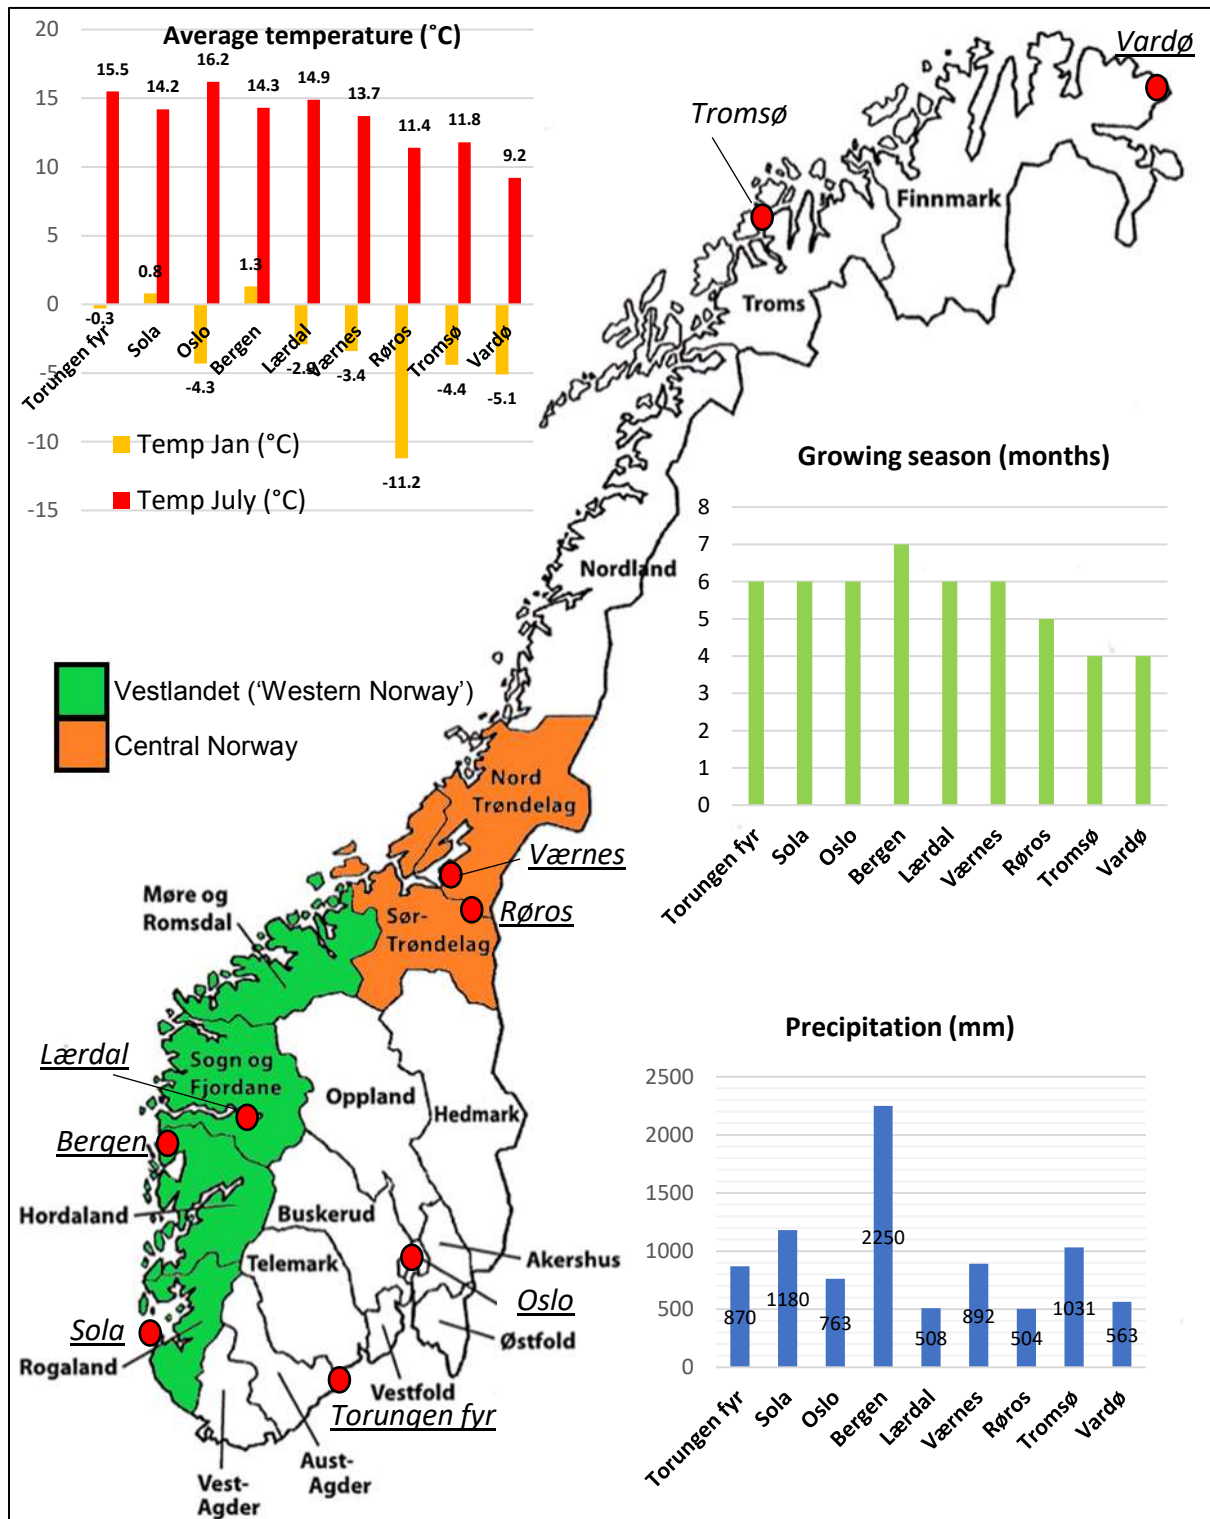 Average temperature (°C)
20
15
10
5
0
-5
-10
-15
15.5
14.2
16.2
14.3
14.9
13.7
11.4
11.8
9.2
-0.3
0.8
-4.3
1.3
-2.9
-3.4
-11.2
-4.4
-5.1
Torungen fyr
Sola
Oslo
Bergen
Lærdal
Værnes
Røros
Tromsø
Vardø
Temp Jan (°C)
Temp July (°C)
Vardø
Tromsø
Finnmark
Troms
Nordland
Growing season (months)
8
7
6
5
4
3
2
1
0
Torungen fyr
Sola
Oslo
Bergen
Lærdal
Værnes
Røros
Tromsø
Vardø
Vestlandet (‘Western Norway’)
Central Norway
Nord
Trøndelag
Værnes
Røros
Møre og
Romsdal
Sør-
Trøndelag
Lærdal
Sogn og
Fjordane
Oppland
Hedmark
Bergen
Hordaland
Buskerud
Telemark
Akershus
Oslo
Østfold
Sola
Rogaland
Vestfold
Torungen fyr
Aust-
Agder
Vest-
Agder
Precipitation (mm)
2500
2000
1500
1000
500
0
870
1180
763
2250
508
892
504
1031
563
Torungen fyr
Sola
Oslo
Bergen
Lærdal
Værnes
Røros
Tromsø
Vardø